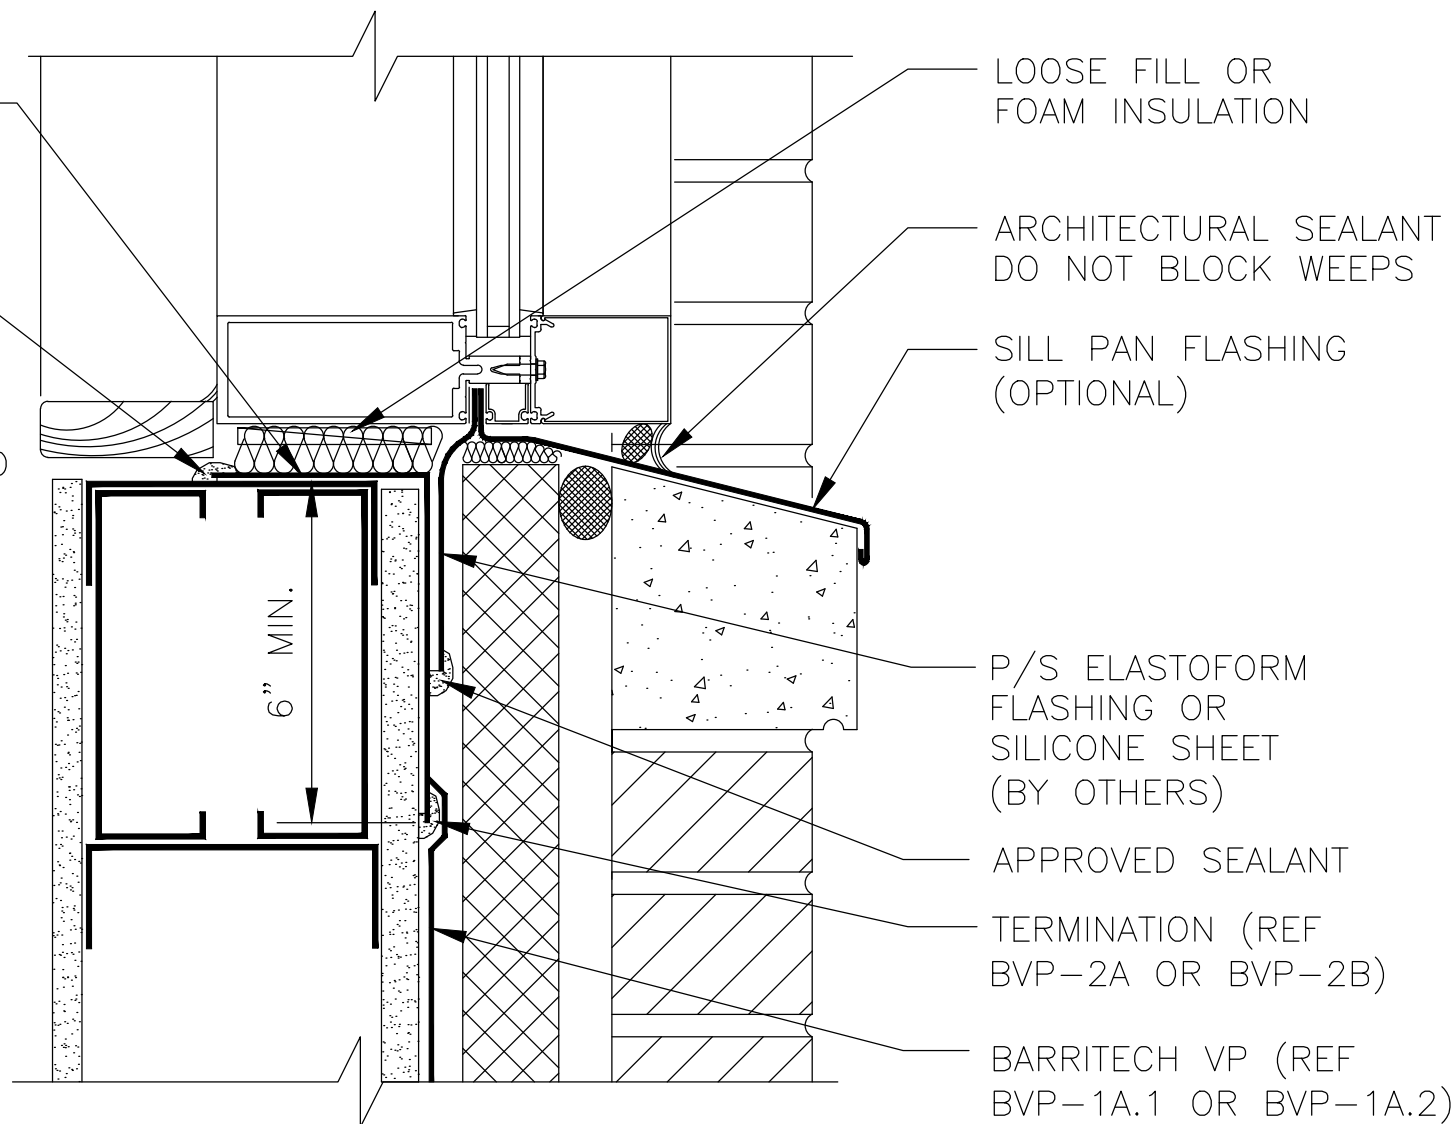 LOOSE FILL OR
FOAM INSULATION
ARCHITECTURAL SEALANT
DO NOT BLOCK WEEPS
SILL PAN FLASHING
(OPTIONAL)
6" MIN.
P/S ELASTOFORM
FLASHING OR
SILICONE SHEET
(BY OTHERS)
APPROVED SEALANT
TERMINATION (REF
BVP-2A OR BVP-2B)
BARRITECH VP (REF
BVP-1A.1 OR BVP-1A.2)